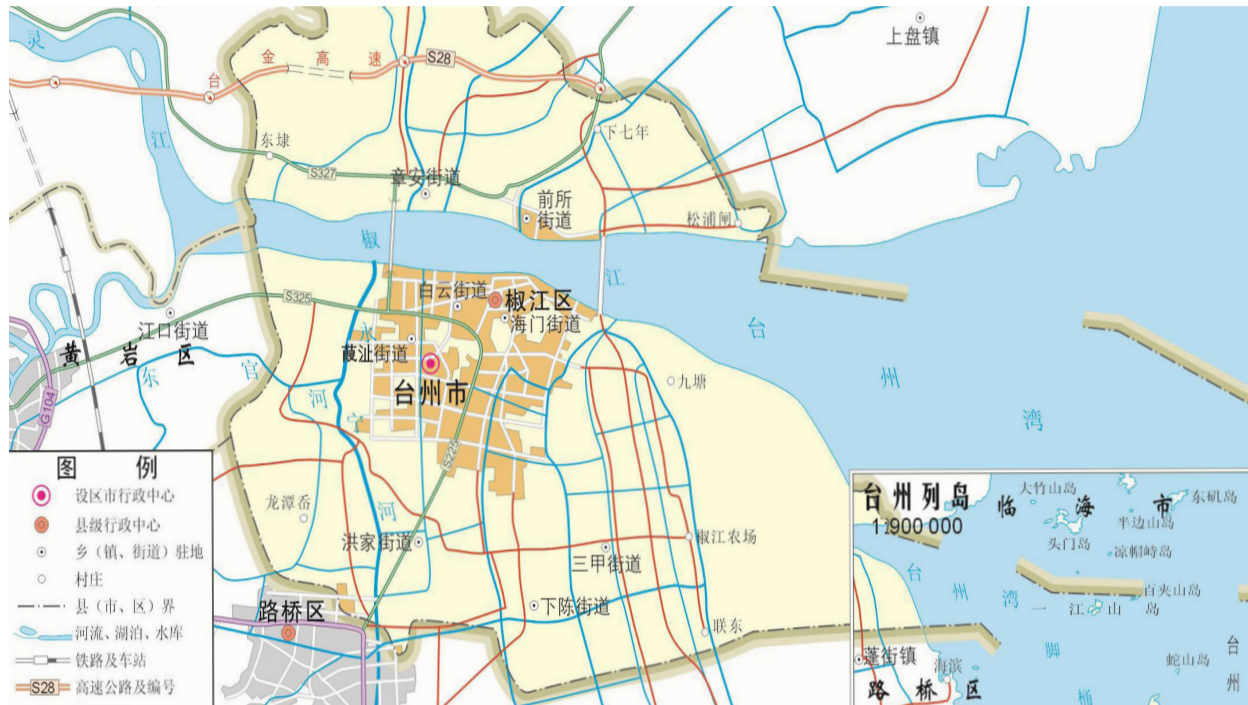 灵
江
台
金
高
速
S28
上盘镇
东埭
下七年
S327
章安街道
前所
街道
松浦闸
椒
江
S325
白云街道
椒江区
海门街道
江口街道
黄岩区
永
葭沚街道
台州市
九塘
台
州
湾
东
官
河
宁
河
G104
S225
龙潭岙
洪家街道
椒江农场
三甲街道
下陈街道
路桥区
联东
图 例
设区市行政中心
县级行政中心
乡（镇、街道）驻地
村庄
县（市、区）界
河流、湖泊、水库
铁路及车站
S28 高速公路及编号
台州列岛
1:900 000
临海市
大竹山岛
东矶岛
半边山岛
头门岛
凉帽峙岛
台
州
湾
百夹山岛
一江山岛
脚
桶
蓬街镇
海滨
路桥区
蛇山岛
台
州